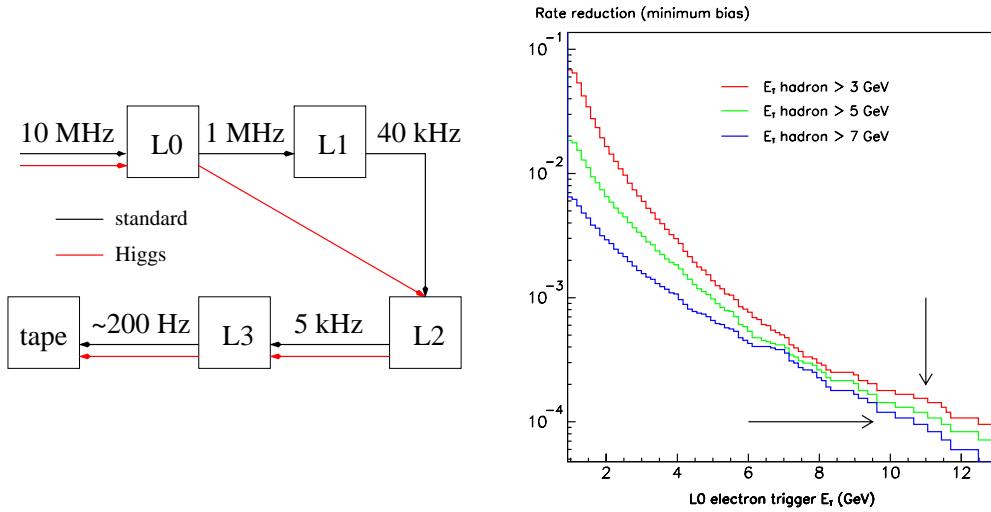 10 MHz
L0
1 MHz
L1
40 kHz
standard
Higgs
tape
~200 Hz
L3
5 kHz
L2
Rate reduction (minimum bias)
E_T hadron > 3 GeV
E_T hadron > 5 GeV
E_T hadron > 7 GeV
10^-1
10^-2
10^-3
10^-4
2 4 6 8 10 12
L0 electron trigger E_T (GeV)